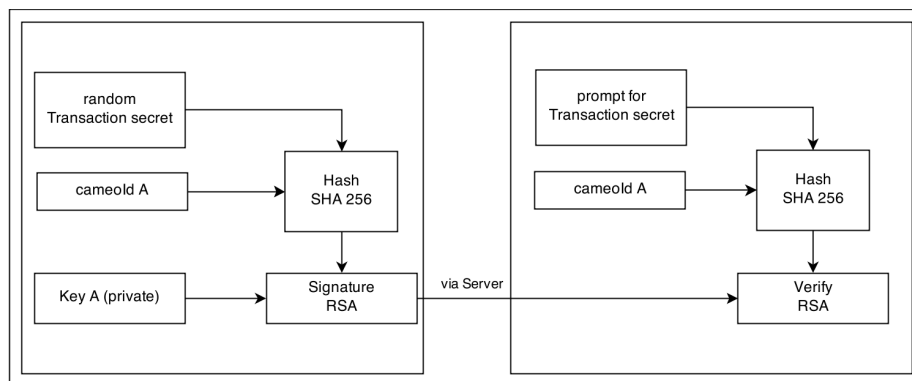 random
Transaction secret
cameoId A
Key A (private)
Hash
SHA 256
Signature
RSA
via Server
prompt for
Transaction secret
cameoId A
Hash
SHA 256
Verify
RSA